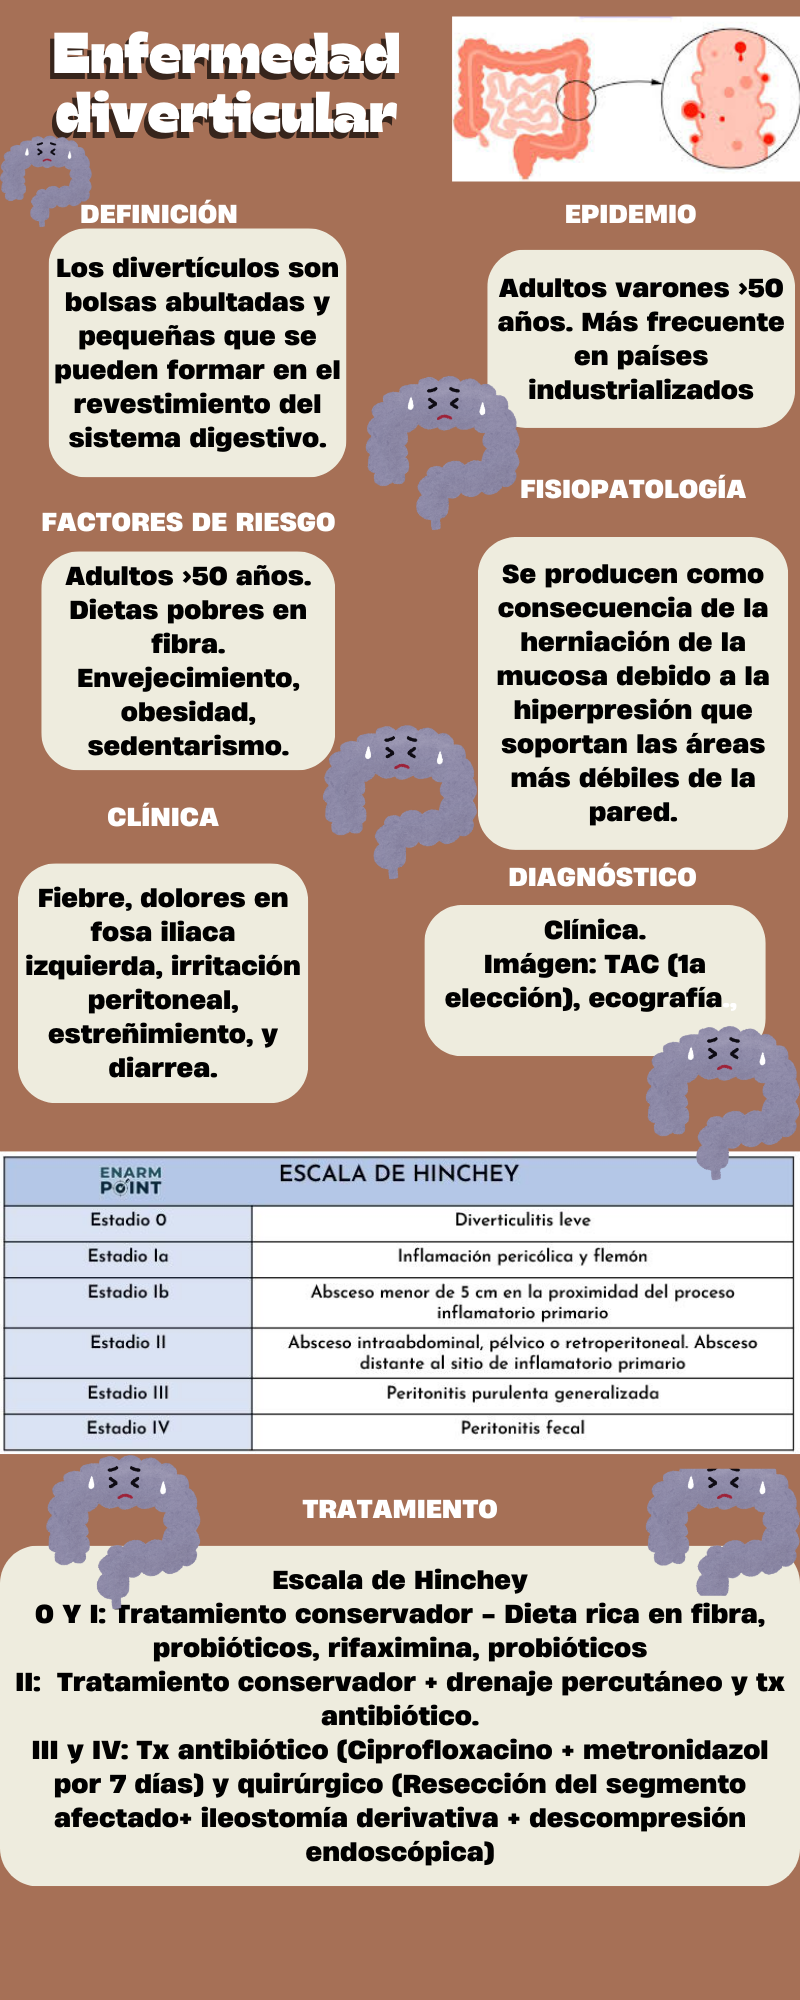 Enfermedad
diverticular
DEFINICIÓN
Los divertículos son
bolsas abultadas y
pequeñas que se
pueden formar en el
revestimiento del
sistema digestivo.
EPIDEMIO
Adultos varones >50
años. Más frecuente
en países
industrializados
FACTORES DE RIESGO
Adultos >50 años.
Dietas pobres en
fibra.
Envejecimiento,
obesidad,
sedentarismo.
FISIOPATOLOGÍA
Se producen como
consecuencia de la
herniación de la
mucosa debido a la
hiperpresión que
soportan las áreas
más débiles de la
pared.
CLÍNICA
Fiebre, dolores en
fosa iliaca
izquierda, irritación
peritoneal,
estreñimiento, y
diarrea.
DIAGNÓSTICO
Clínica.
Imágen: TAC (1a
elección), ecografía.,
ENARM
POINT
ESCALA DE HINCHEY
Estadio 0
Diverticulitis leve
Estadio Ia
Inflamación pericólica y flemón
Estadio Ib
Absceso menor de 5 cm en la proximidad del proceso
inflamatorio primario
Estadio II
Absceso intraabdominal, pélvico o retroperitoneal. Absceso
distante al sitio de inflamatorio primario
Estadio III
Peritonitis purulenta generalizada
Estadio IV
Peritonitis fecal
TRATAMIENTO
Escala de Hinchey
0 Y I: Tratamiento conservador - Dieta rica en fibra,
probióticos, rifaximina, probióticos
II: Tratamiento conservador + drenaje percutáneo y tx
antibiótico.
III y IV: Tx antibiótico (Ciprofloxacino + metronidazol
por 7 días) y quirúrgico (Resección del segmento
afectado+ ileostomía derivativa + descompresión
endoscópica)